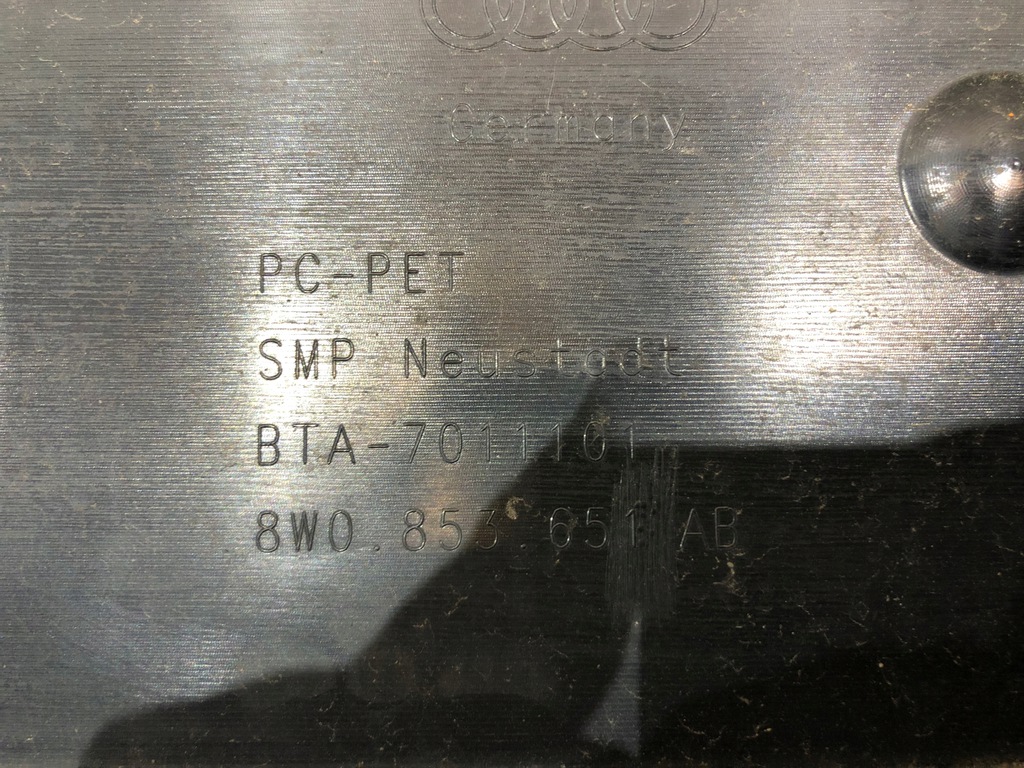 Germany
PC-PET
SMP Neustadt
BTA-7011101
8W0.853.651 AB